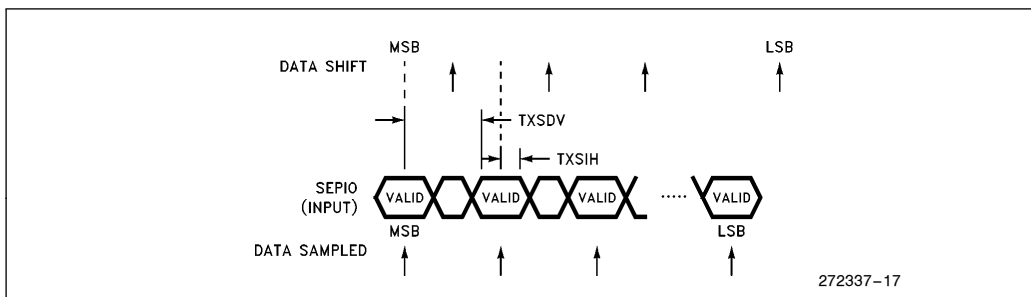 MSB
LSB
DATA SHIFT
TXSDV
TXSIH
SEPIO
(INPUT)
VALID
VALID
VALID
.....
VALID
MSB
LSB
DATA SAMPLED
272337–17